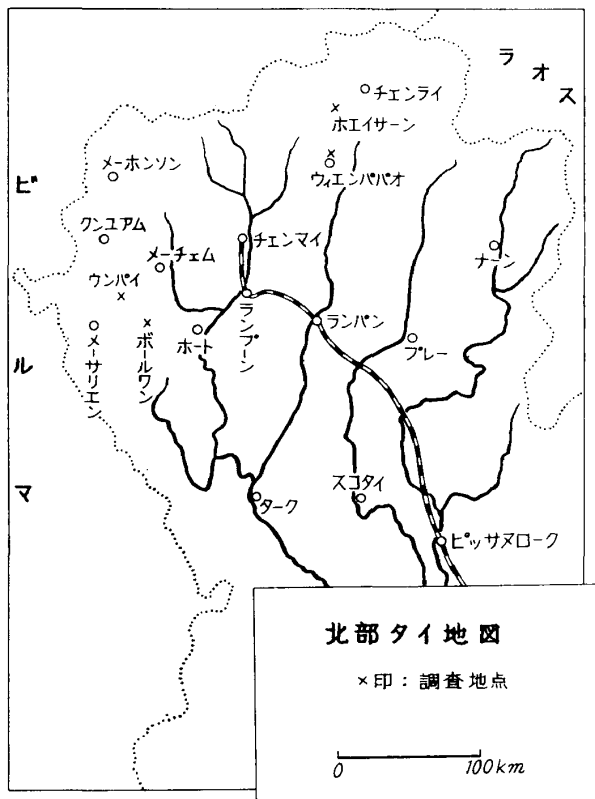 ラオス
チェンライ
ホエイサーン
メーホンソン
ウィエンパパオ
ビルマ
クンユアム
チェンマイ
ナーン
メーチェム
ウンパイ
ランプーン
ランパン
メーサリエン
ボールワン
ホート
プレー
スコタイ
ターク
ピッサヌローク
北部タイ地図
×印：調査地点
0 100km